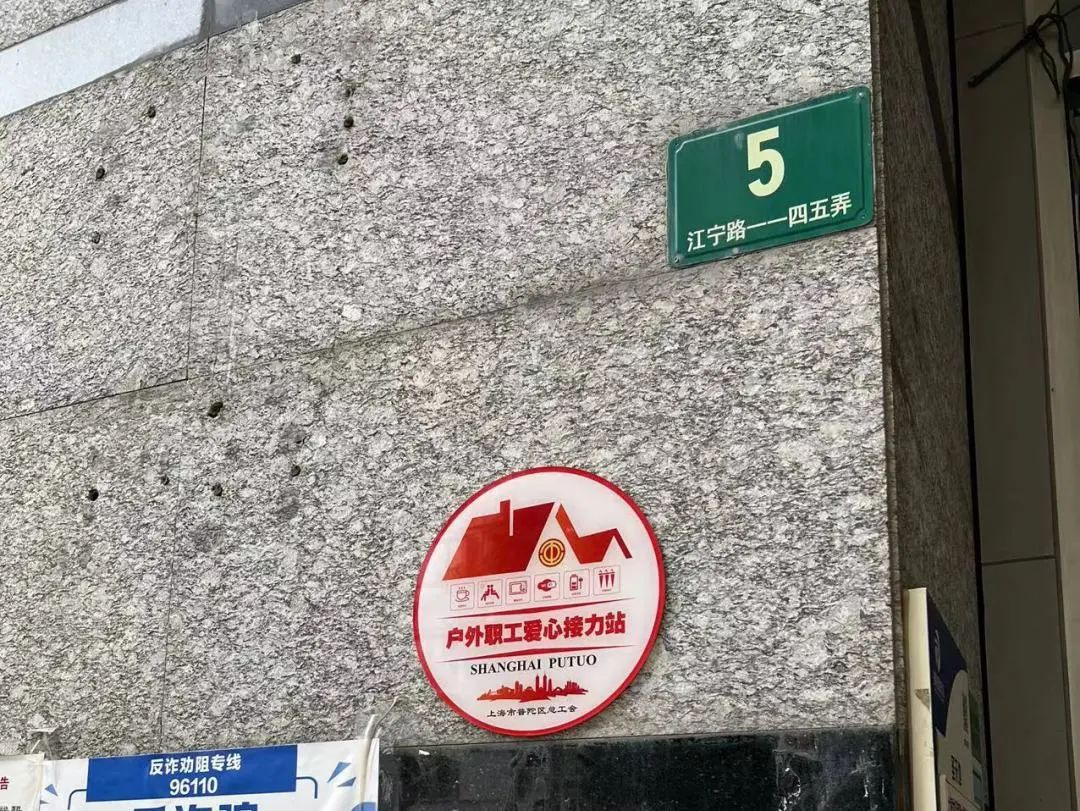 5
江宁路一一四五弄
户外职工爱心接力站
SHANGHAI PUTUO
上海市普陀区总工会
反诈劝阻专线
96110
告